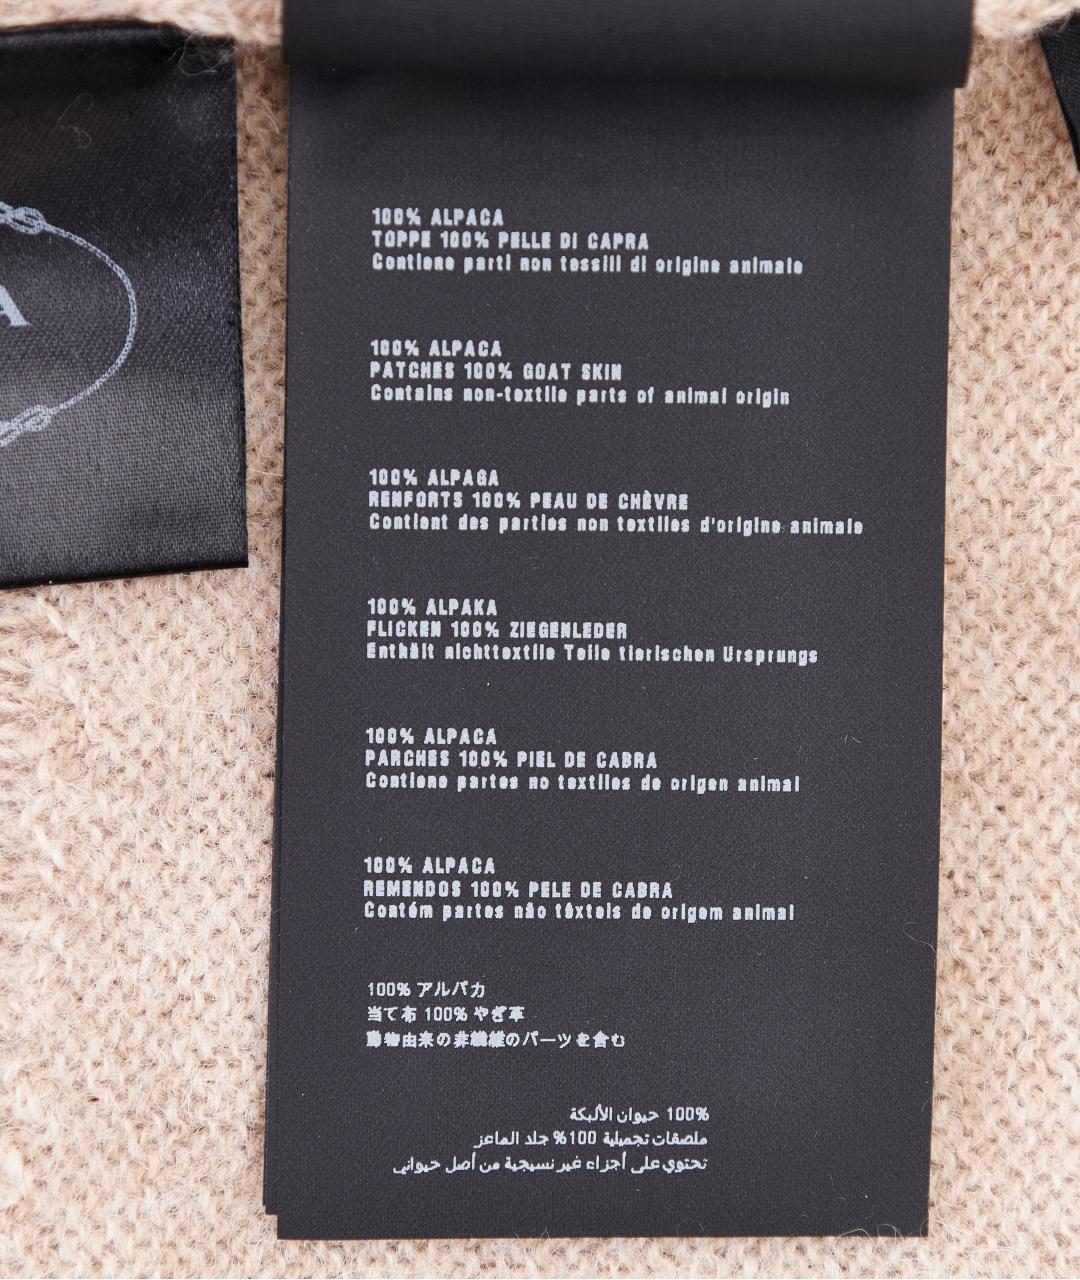 A
100% ALPACA
TOPPE 100% PELLE DI CAPRA
Contiene parti non tessili di origine animale
100% ALPACA
PATCHES 100% GOAT SKIN
Contains non-textile parts of animal origin
100% ALPAGA
RENFORTS 100% PEAU DE CHÈVRE
Contient des parties non textiles d'origine animale
100% ALPAKA
FLICKEN 100% ZIEGENLEDER
Enthält nichttextile Teile tierischen Ursprungs
100% ALPACA
PARCHES 100% PIEL DE CABRA
Contiene partes no textiles de origen animal
100% ALPACA
REMENDOS 100% PELE DE CABRA
Contém partes não têxteis de origem animal
100% アルパカ
当て布 100% やぎ革
動物由来の非繊維のパーツを含む
100% حيوان الألبكة
ملصقات تجميلية 100% جلد الماعز
تحتوي على أجزاء غير نسيجية من أصل حيواني